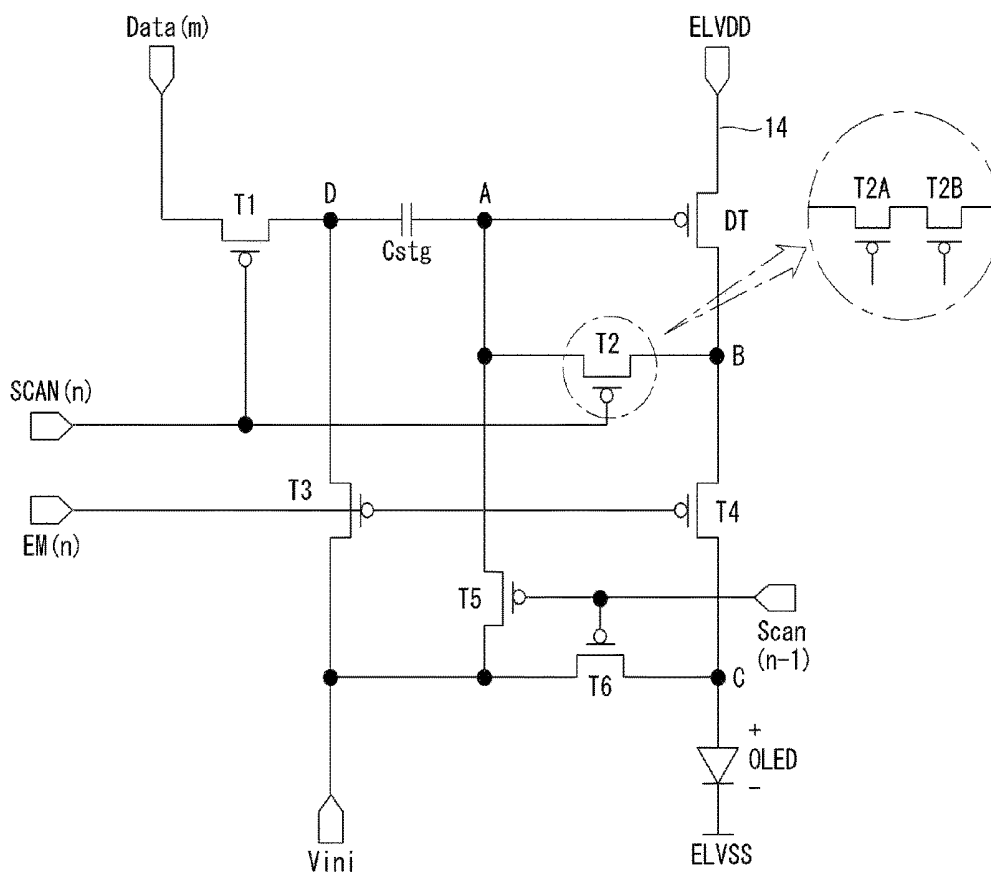 Data(m)
ELVDD
14
T1
D
A
Cstg
DT
T2A
T2B
T2
B
SCAN(n)
T3
T4
EM(n)
T5
Scan
(n-1)
T6
C
+
OLED
-
Vini
ELVSS